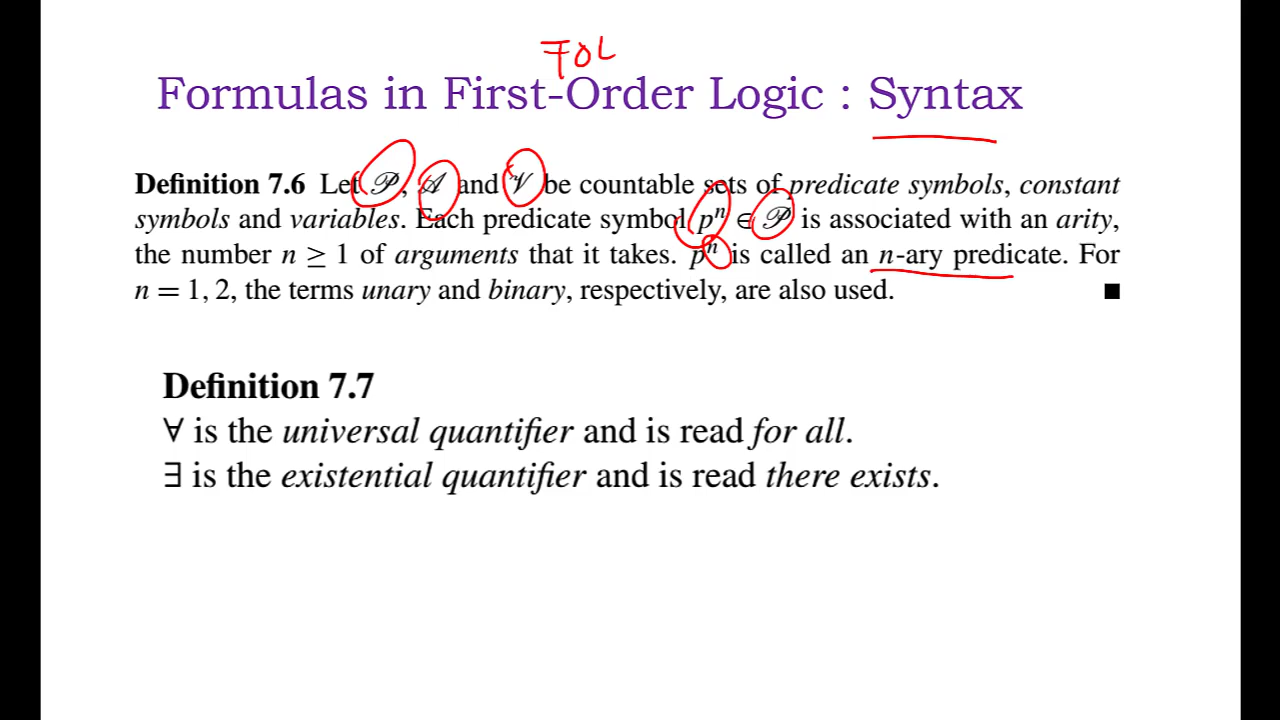 FOL
Formulas in First-Order Logic : Syntax
Definition 7.6 Let 𝒫, 𝒜 and 𝒱 be countable sets of predicate symbols, constant
symbols and variables. Each predicate symbol pⁿ ∈ 𝒫 is associated with an arity,
the number n ≥ 1 of arguments that it takes. pⁿ is called an n-ary predicate. For
n = 1, 2, the terms unary and binary, respectively, are also used. ■
Definition 7.7
∀ is the universal quantifier and is read for all.
∃ is the existential quantifier and is read there exists.